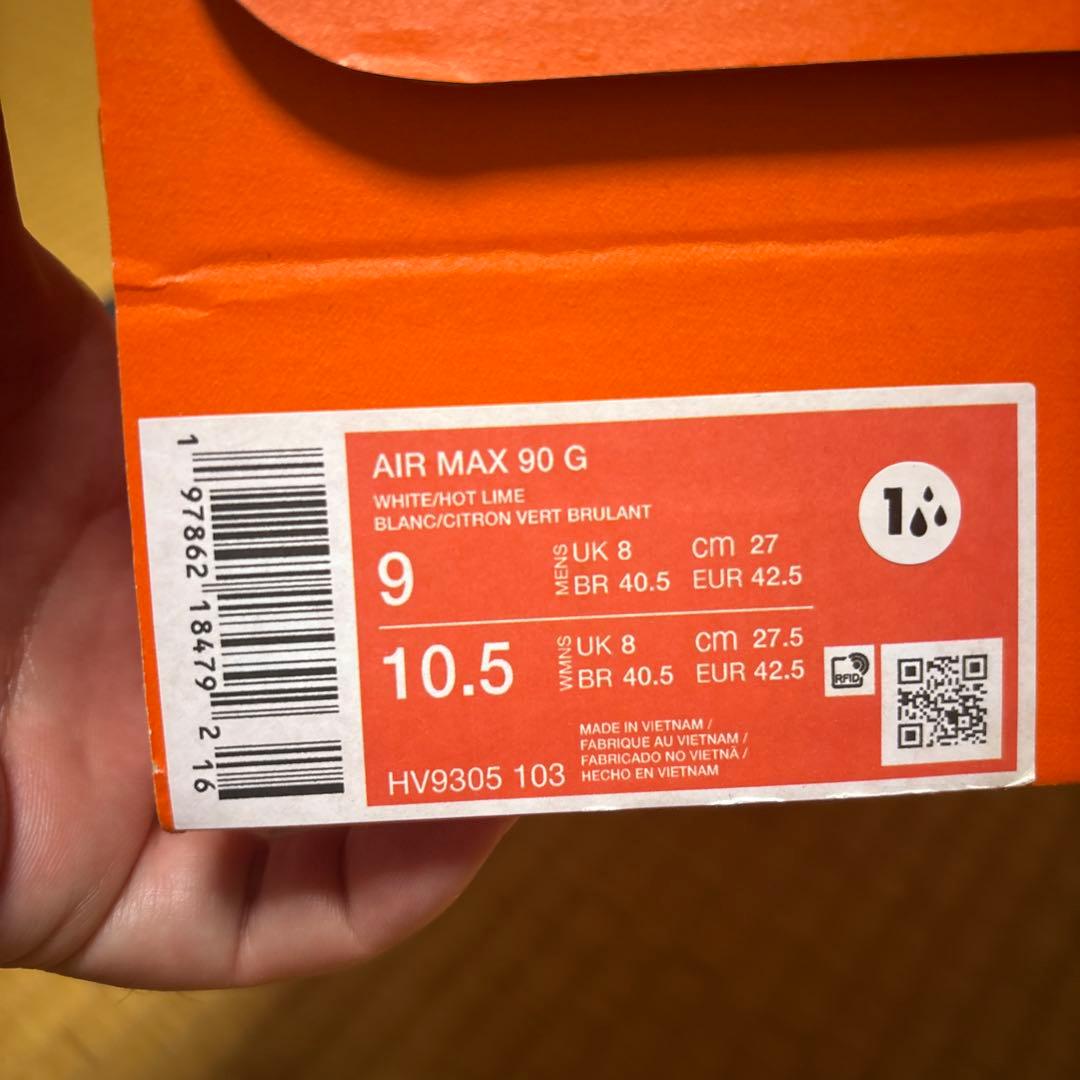 AIR MAX 90 G
WHITE/HOT LIME
BLANC/CITRON VERT BRULANT
9 MENS UK 8 cm 27
BR 40.5 EUR 42.5
10.5 WMNS UK 8 cm 27.5
BR 40.5 EUR 42.5
MADE IN VIETNAM /
FABRIQUE AU VIETNAM /
FABRICADO NO VIETNÃ /
HECHO EN VIETNAM
HV9305 103
1 97862 18479 2 16
1
RFID